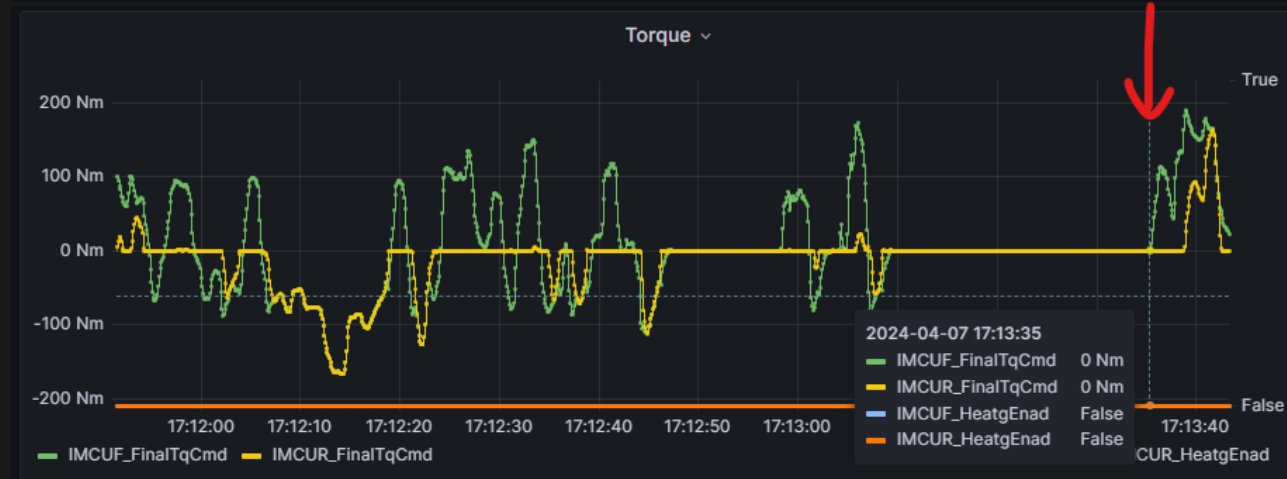 Torque
True
200 Nm
100 Nm
0 Nm
-100 Nm
-200 Nm
False
2024-04-07 17:13:35
IMCUF_FinalTqCmd 0 Nm
IMCUR_FinalTqCmd 0 Nm
IMCUF_HeatgEnad False
IMCUR_HeatgEnad False
17:12:00 17:12:10 17:12:20 17:12:30 17:12:40 17:12:50 17:13:00 17:13:40
IMCUF_FinalTqCmd IMCUR_FinalTqCmd CUR_HeatgEnad